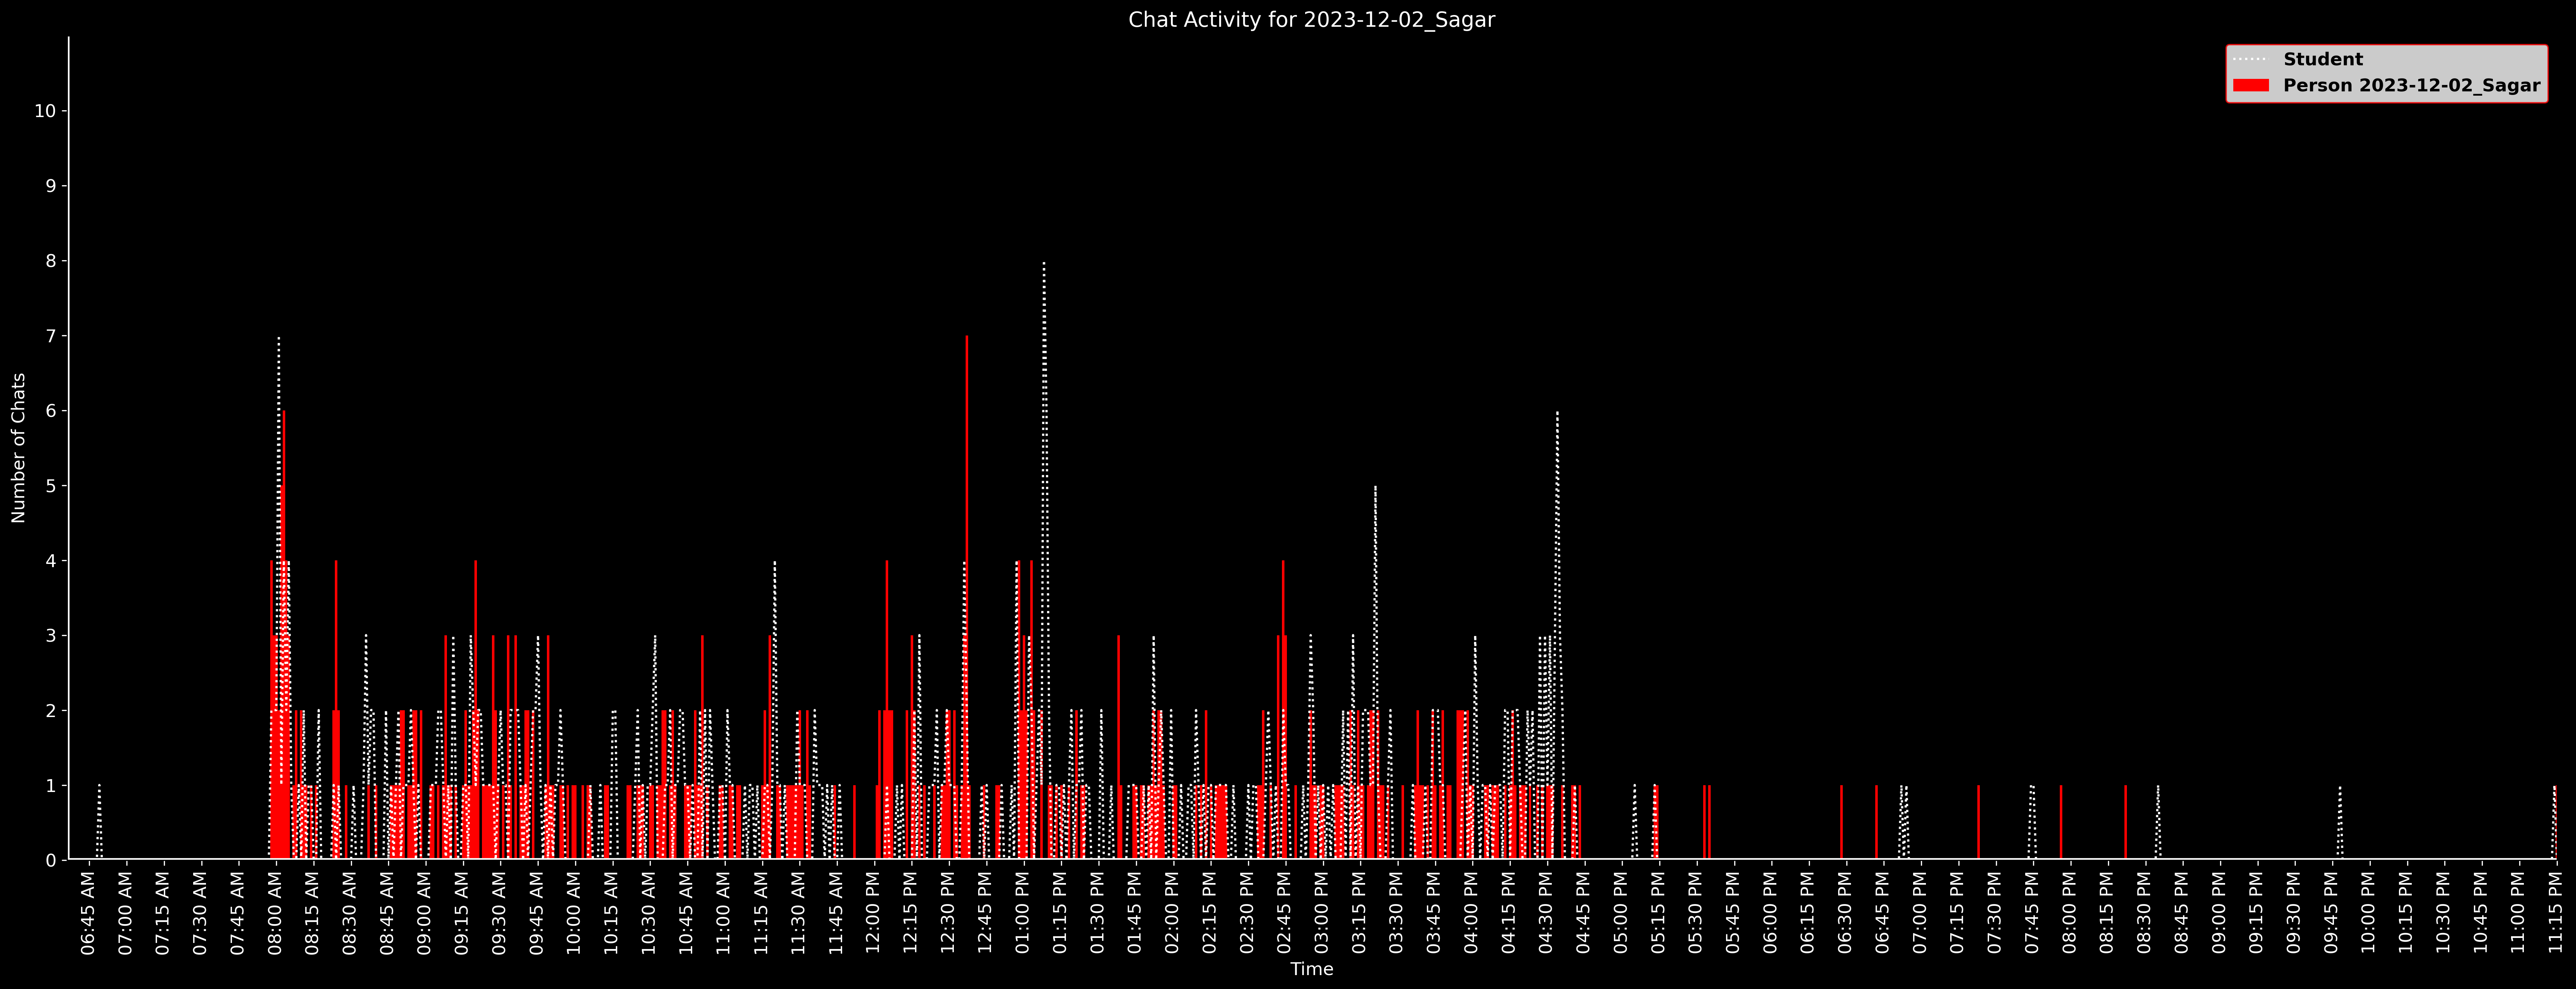 Chat Activity for 2023-12-02_Sagar
Student
Person 2023-12-02_Sagar
Number of Chats
10
9
8
7
6
5
4
3
2
1
0
06:45 AM
07:00 AM
07:15 AM
07:30 AM
07:45 AM
08:00 AM
08:15 AM
08:30 AM
08:45 AM
09:00 AM
09:15 AM
09:30 AM
09:45 AM
10:00 AM
10:15 AM
10:30 AM
10:45 AM
11:00 AM
11:15 AM
11:30 AM
11:45 AM
12:00 PM
12:15 PM
12:30 PM
12:45 PM
01:00 PM
01:15 PM
01:30 PM
01:45 PM
02:00 PM
02:15 PM
02:30 PM
02:45 PM
03:00 PM
03:15 PM
03:30 PM
03:45 PM
04:00 PM
04:15 PM
04:30 PM
04:45 PM
05:00 PM
05:15 PM
05:30 PM
05:45 PM
06:00 PM
06:15 PM
06:30 PM
06:45 PM
07:00 PM
07:15 PM
07:30 PM
07:45 PM
08:00 PM
08:15 PM
08:30 PM
08:45 PM
09:00 PM
09:15 PM
09:30 PM
09:45 PM
10:00 PM
10:15 PM
10:30 PM
10:45 PM
11:00 PM
11:15 PM
Time